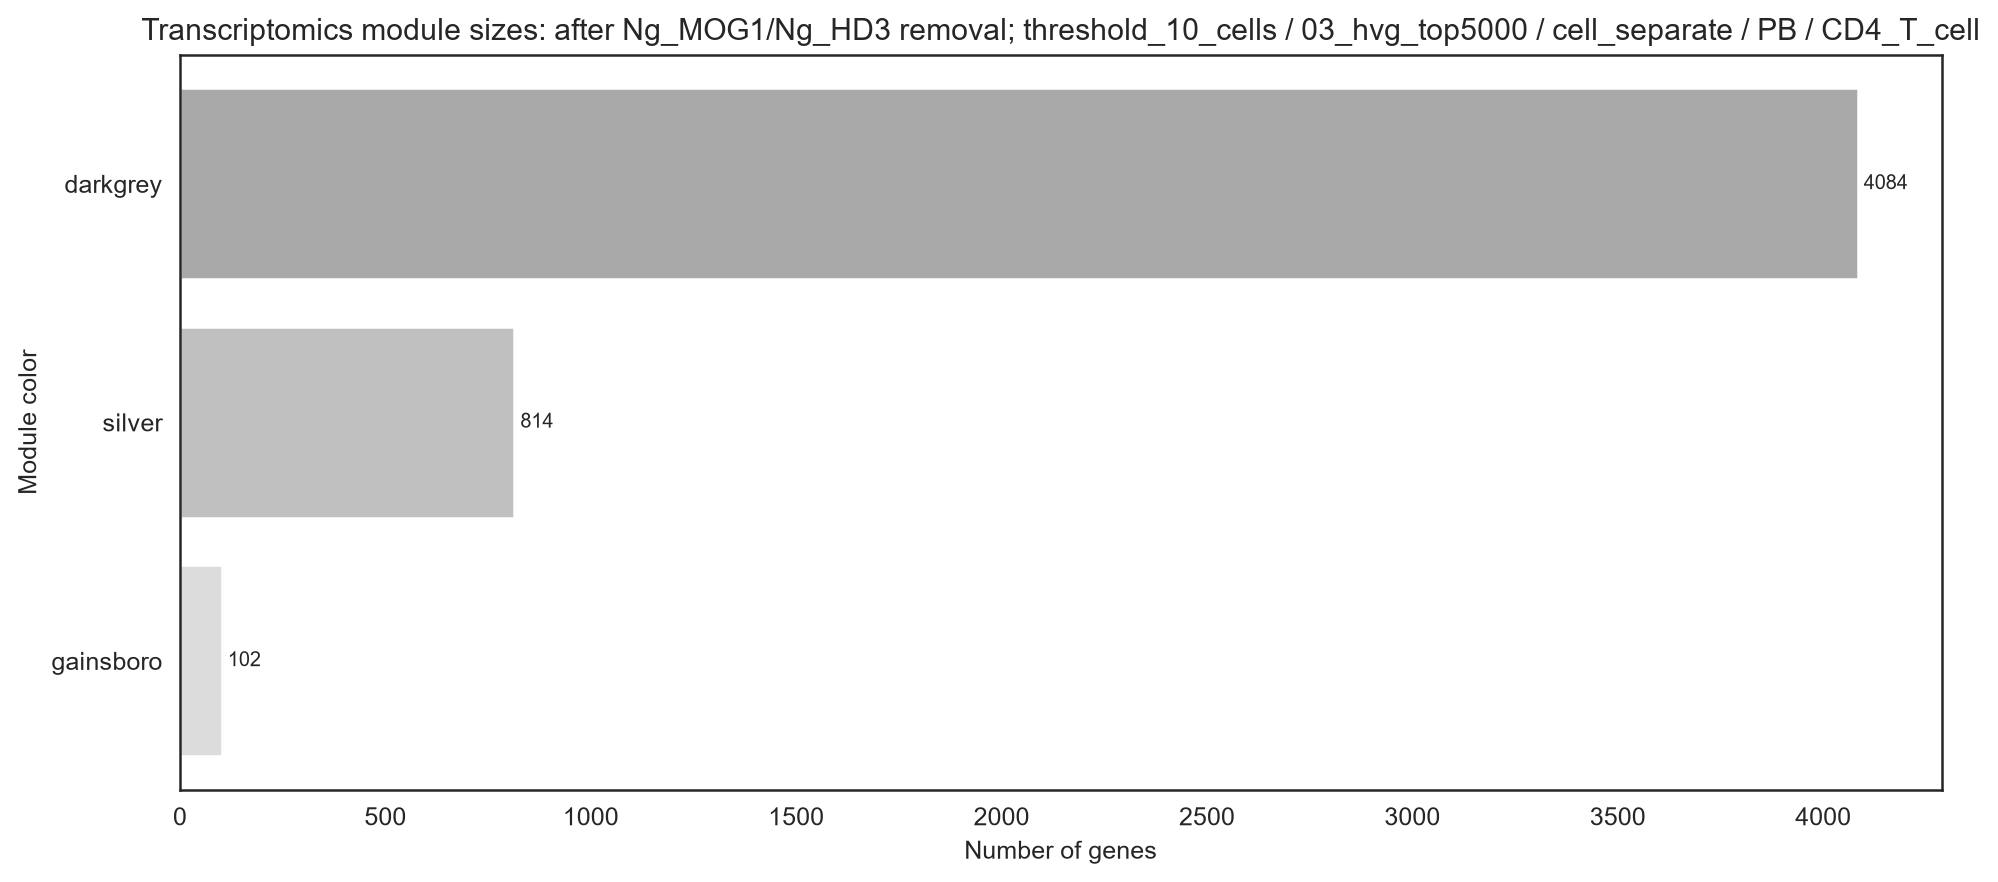 Transcriptomics module sizes: after Ng_MOG1/Ng_HD3 removal; threshold_10_cells / 03_hvg_top5000 / cell_separate / PB / CD4_T_cell
darkgrey
4084
silver
814
gainsboro
102
Module color
0 500 1000 1500 2000 2500 3000 3500 4000
Number of genes